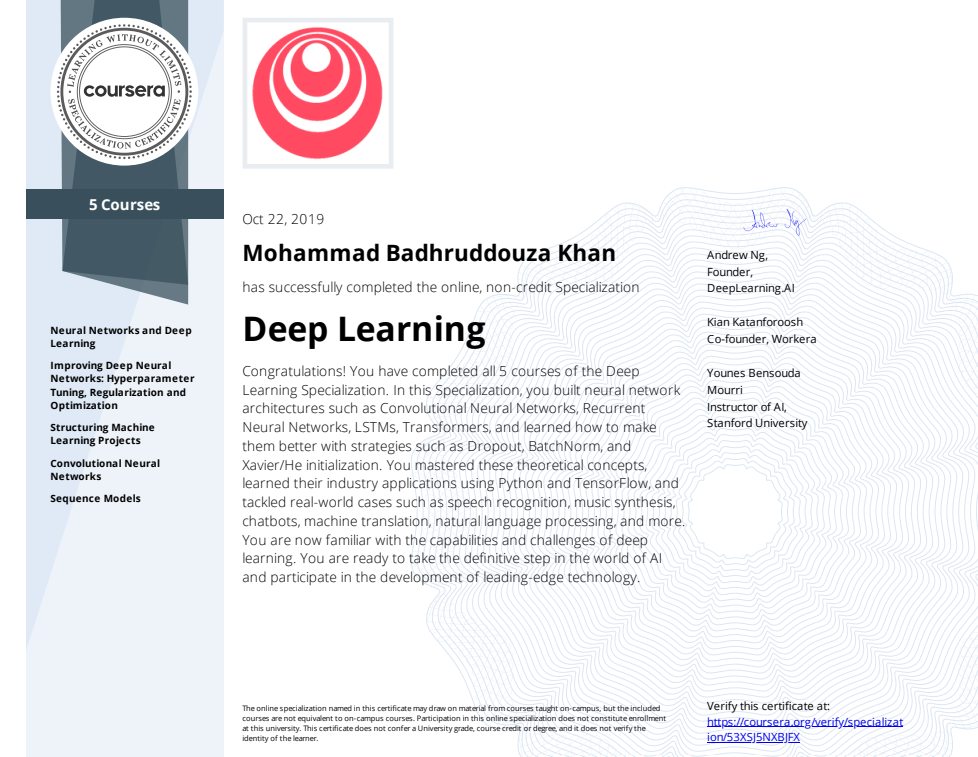 LEARNING WITHOUT LIMITS
coursera
SPECIALIZATION CERTIFICATE
5 Courses
Neural Networks and Deep
Learning
Improving Deep Neural
Networks: Hyperparameter
Tuning, Regularization and
Optimization
Structuring Machine
Learning Projects
Convolutional Neural
Networks
Sequence Models
Oct 22, 2019
Mohammad Badhruddouza Khan
has successfully completed the online, non-credit Specialization
Deep Learning
Congratulations! You have completed all 5 courses of the Deep
Learning Specialization. In this Specialization, you built neural network
architectures such as Convolutional Neural Networks, Recurrent
Neural Networks, LSTMs, Transformers, and learned how to make
them better with strategies such as Dropout, BatchNorm, and
Xavier/He initialization. You mastered these theoretical concepts,
learned their industry applications using Python and TensorFlow, and
tackled real-world cases such as speech recognition, music synthesis,
chatbots, machine translation, natural language processing, and more.
You are now familiar with the capabilities and challenges of deep
learning. You are ready to take the definitive step in the world of AI
and participate in the development of leading-edge technology.
Andrew Ng
Andrew Ng,
Founder,
DeepLearning.AI
Kian Katanforoosh
Co-founder, Workera
Younes Bensouda
Mourri
Instructor of AI,
Stanford University
The online specialization named in this certificate may draw on material from courses taught on-campus, but the included
courses are not equivalent to on-campus courses. Participation in this online specialization does not constitute enrollment
at this university. This certificate does not confer a University grade, course credit or degree, and it does not verify the
identity of the learner.
Verify this certificate at:
https://coursera.org/verify/specializat
ion/53XSJ5NXBJFX